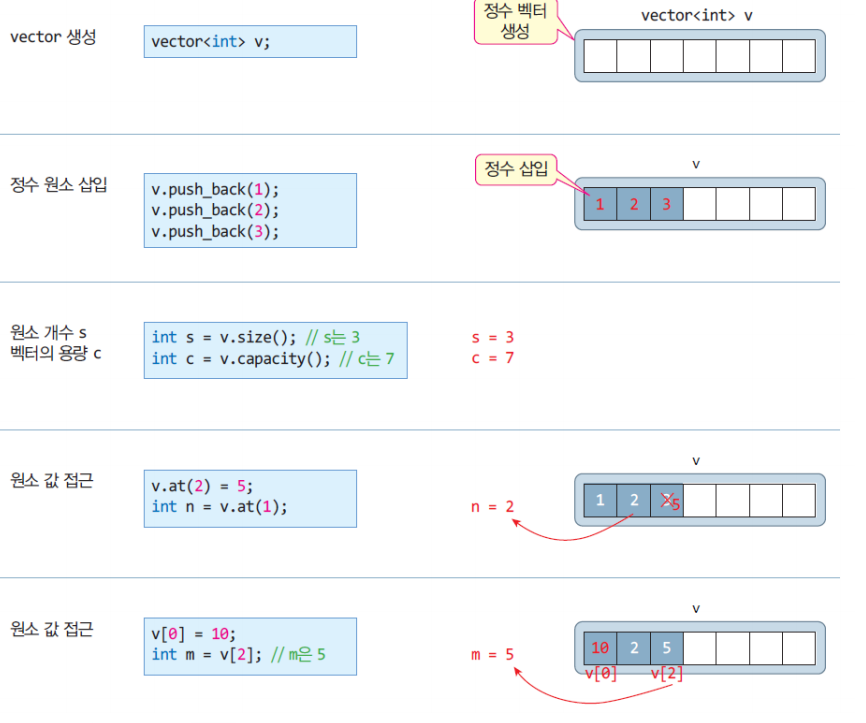 vector 생성
vector<int> v;
정수 벡터
생성
vector<int> v
정수 원소 삽입
v.push_back(1);
v.push_back(2);
v.push_back(3);
정수 삽입
v
1 2 3
원소 개수 s
벡터의 용량 c
int s = v.size(); // s는 3
int c = v.capacity(); // c는 7
s = 3
c = 7
원소 값 접근
v.at(2) = 5;
int n = v.at(1);
n = 2
v
1 2 3 5
원소 값 접근
v[0] = 10;
int m = v[2]; // m은 5
m = 5
v
10 2 5
v[0] v[2]